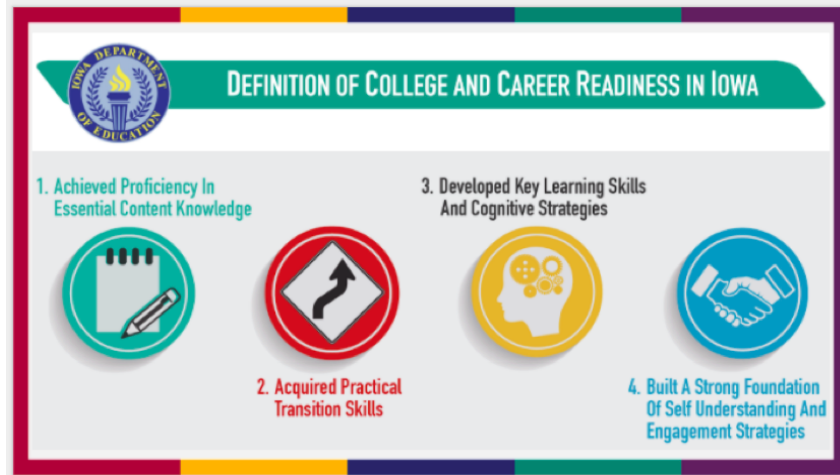 IOWA DEPARTMENT
OF EDUCATION
DEFINITION OF COLLEGE AND CAREER READINESS IN IOWA
1. Achieved Proficiency In
Essential Content Knowledge
2. Acquired Practical
Transition Skills
3. Developed Key Learning Skills
And Cognitive Strategies
4. Built A Strong Foundation
Of Self Understanding And
Engagement Strategies